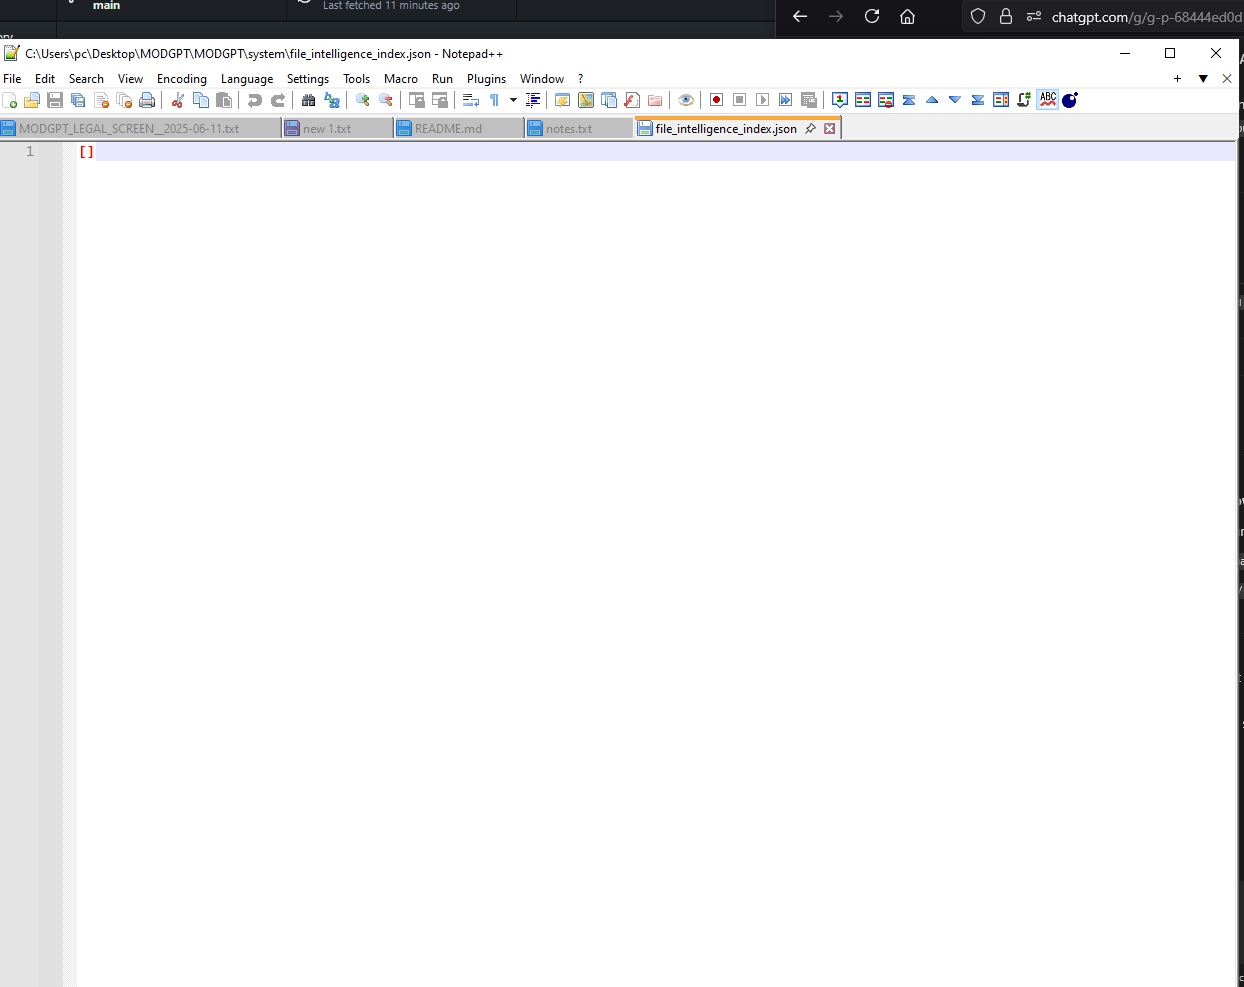 main
Last fetched 11 minutes ago
chatgpt.com/g/g-p-68444ed0d
C:\Users\pc\Desktop\MODGPT\MODGPT\system\file_intelligence_index.json - Notepad++
File Edit Search View Encoding Language Settings Tools Macro Run Plugins Window ?
MODGPT_LEGAL_SCREEN__2025-06-11.txt new 1.txt README.md notes.txt file_intelligence_index.json
1 []